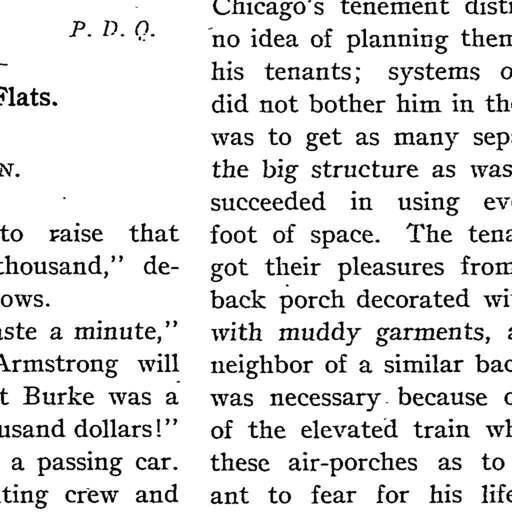 P. D. Q.
Flats.
N.
to raise that
thousand," de-
ows.
aste a minute,"
Armstrong will
t Burke was a
usand dollars!"
a passing car.
ting crew and
Chicago's tenement distr
no idea of planning them
his tenants; systems o
did not bother him in the
was to get as many sep
the big structure as was
succeeded in using ev
foot of space. The tena
got their pleasures from
back porch decorated wi
with muddy garments, a
neighbor of a similar bac
was necessary because o
of the elevated train wh
these air-porches as to
ant to fear for his life